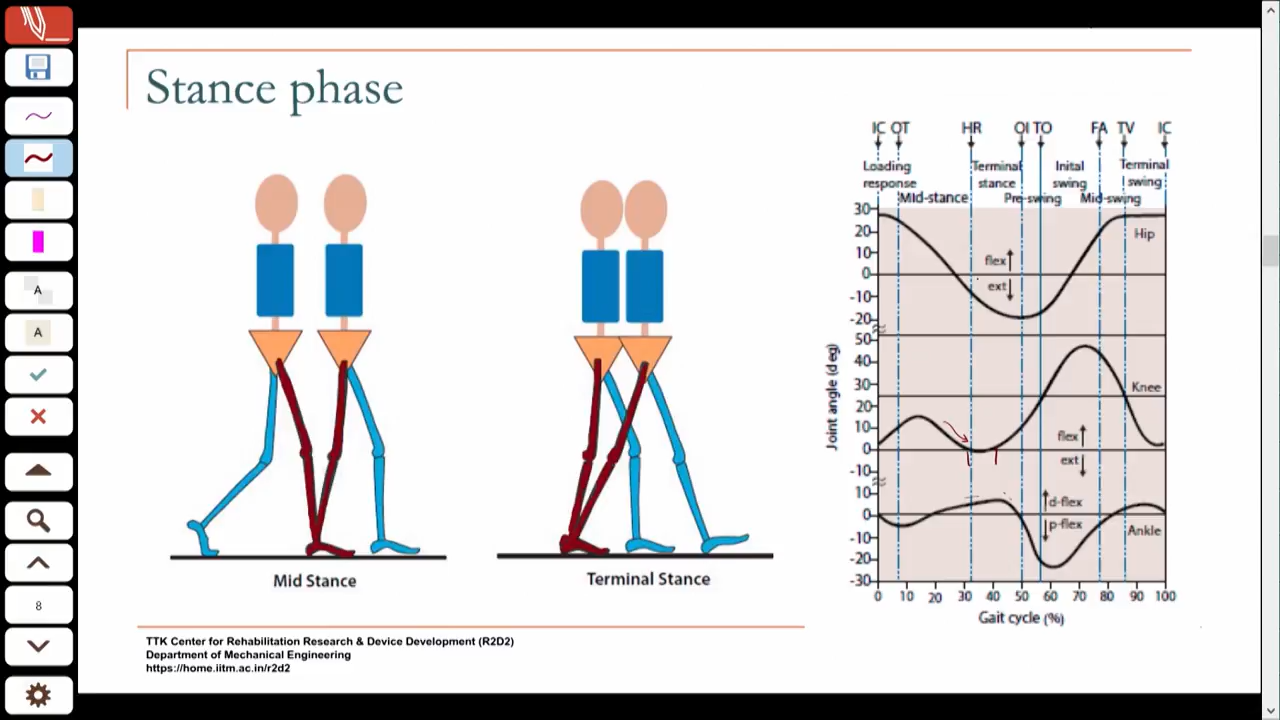 Stance phase
IC OT HR OI TO FA TV IC
Loading response
Mid-stance
Terminal stance
Pre-swing
Inital swing
Mid-swing
Terminal swing
30
20
10
0
-10
-20
Hip
flex
ext
50
40
30
20
10
0
-10
Knee
flex
ext
10
0
-10
-20
-30
d-flex
p-flex
Ankle
Joint angle (deg)
0 10 20 30 40 50 60 70 80 90 100
Gait cycle (%)
Mid Stance
Terminal Stance
TTK Center for Rehabilitation Research & Device Development (R2D2)
Department of Mechanical Engineering
https://home.iitm.ac.in/r2d2
A
A
8